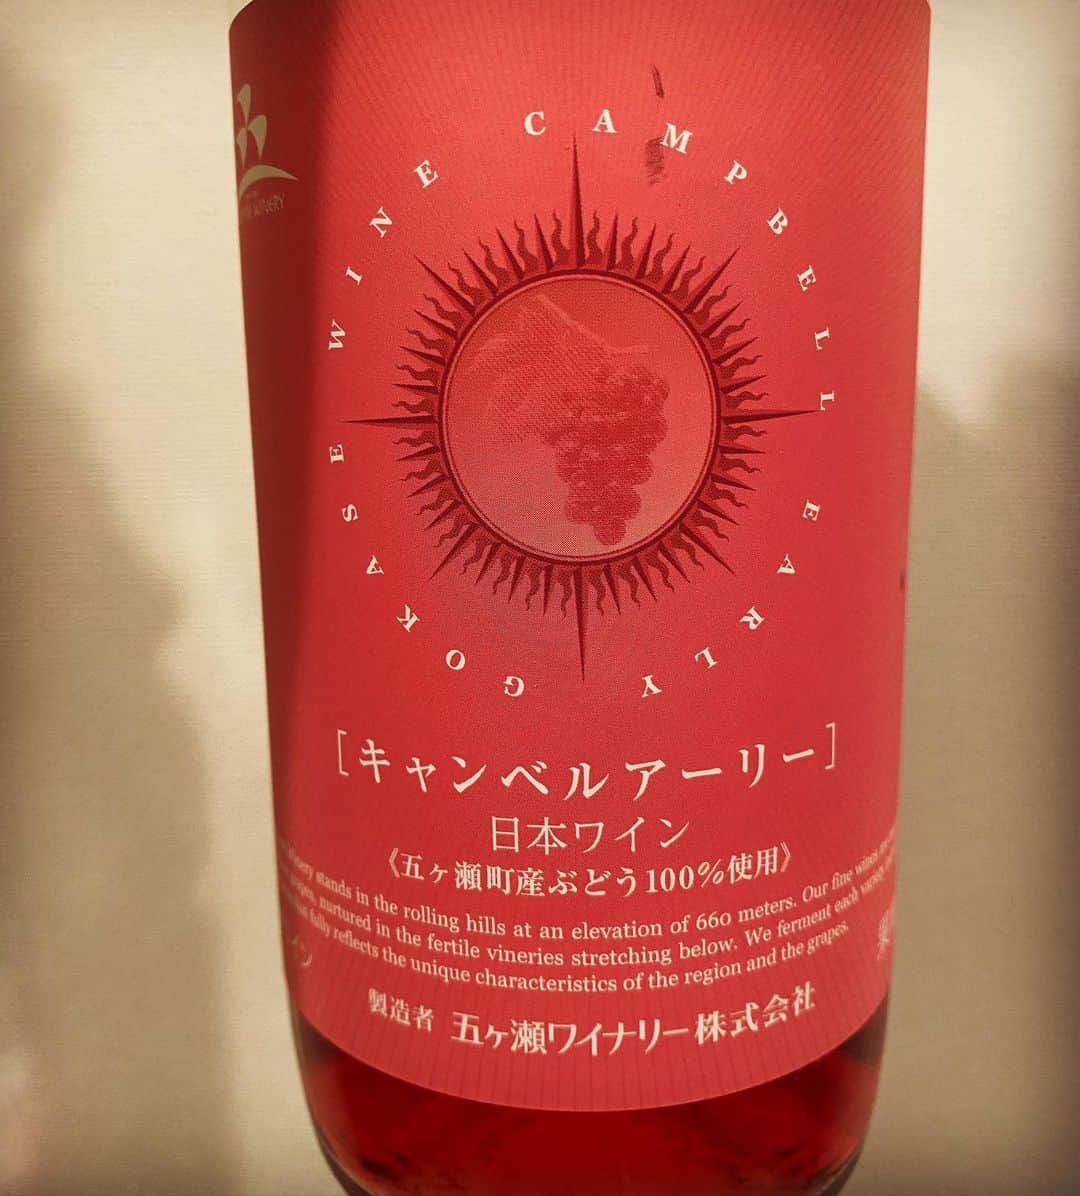 WINERY
GOKASE WINE CAMPBELL EARLY
[キャンベルアーリー]
日本ワイン
《五ヶ瀬町産ぶどう100%使用》
stands in the rolling hills at an elevation of 660 meters. Our fine wines are
nurtured in the fertile vineries stretching below. We ferment each variety
fully reflects the unique characteristics of the region and the grapes.
製造者 五ヶ瀬ワイナリー株式会社